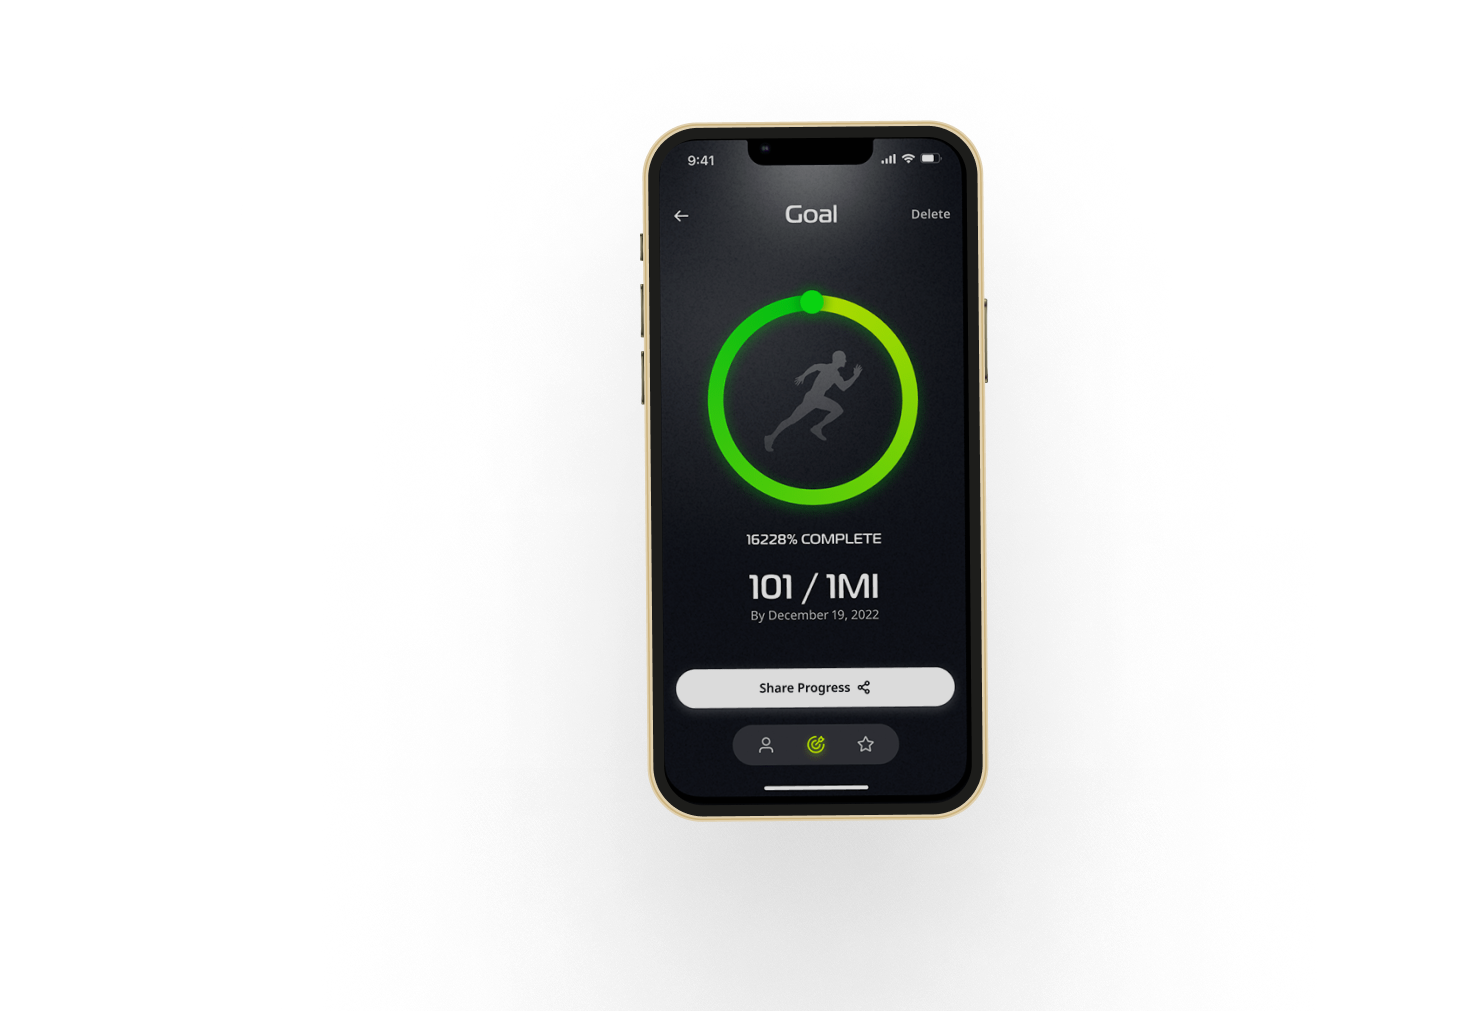 9:41
Goal
Delete
16228% COMPLETE
101 / 1MI
By December 19, 2022
Share Progress